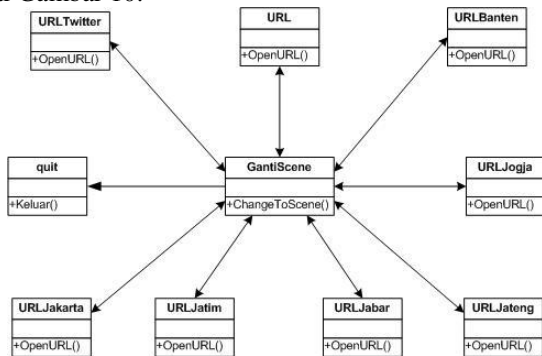 Gambar 10.
URLTwitter
+OpenURL()
URL
+OpenURL()
URLBanten
+OpenURL()
quit
+Keluar()
GantiScene
+ChangeToScene()
URLJogja
+OpenURL()
URLJakarta
+OpenURL()
URLJatim
+OpenURL()
URLJabar
+OpenURL()
URLJateng
+OpenURL()